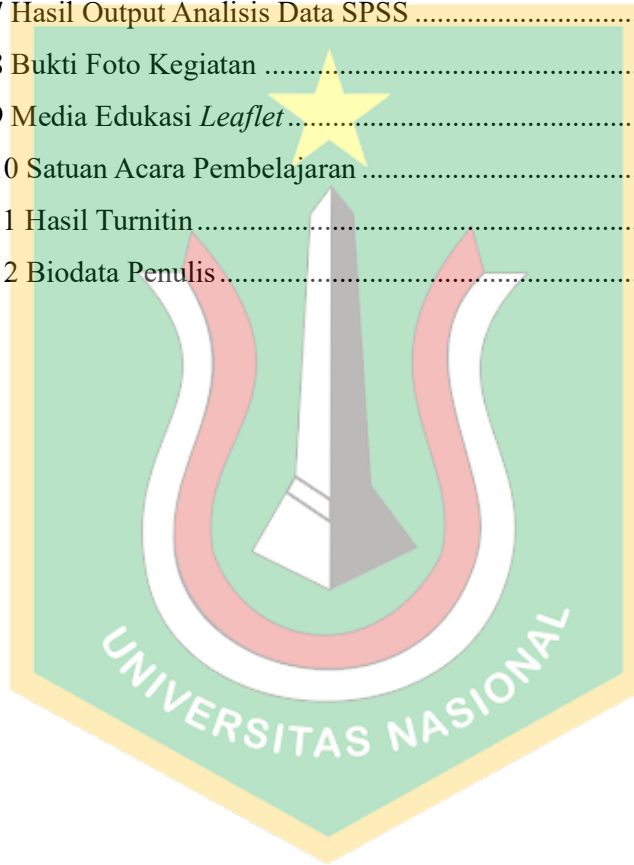 7 Hasil Output Analisis Data SPSS ..............................
8 Bukti Foto Kegiatan ..................................................
9 Media Edukasi Leaflet ...............................................
0 Satuan Acara Pembelajaran .....................................
1 Hasil Turnitin .............................................................
2 Biodata Penulis ..........................................................
UNIVERSITAS NASIONAL